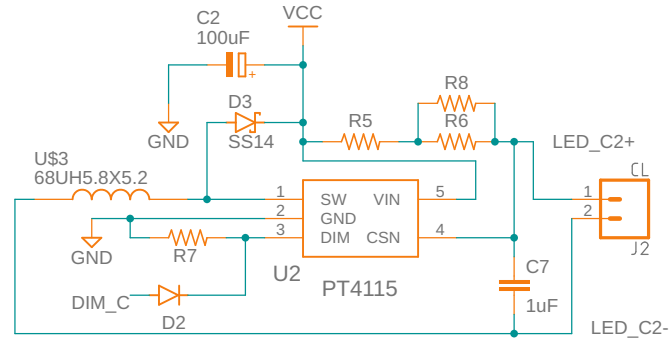 C2
100uF
+
VCC
GND
D3
SS14
R8
R5
R6
LED_C2+
U$3
68UH5.8X5.2
CL
1
2
J2
1
2
3
SW
GND
DIM
VIN
CSN
5
4
GND
R7
U2
PT4115
C7
1uF
DIM_C
D2
LED_C2-